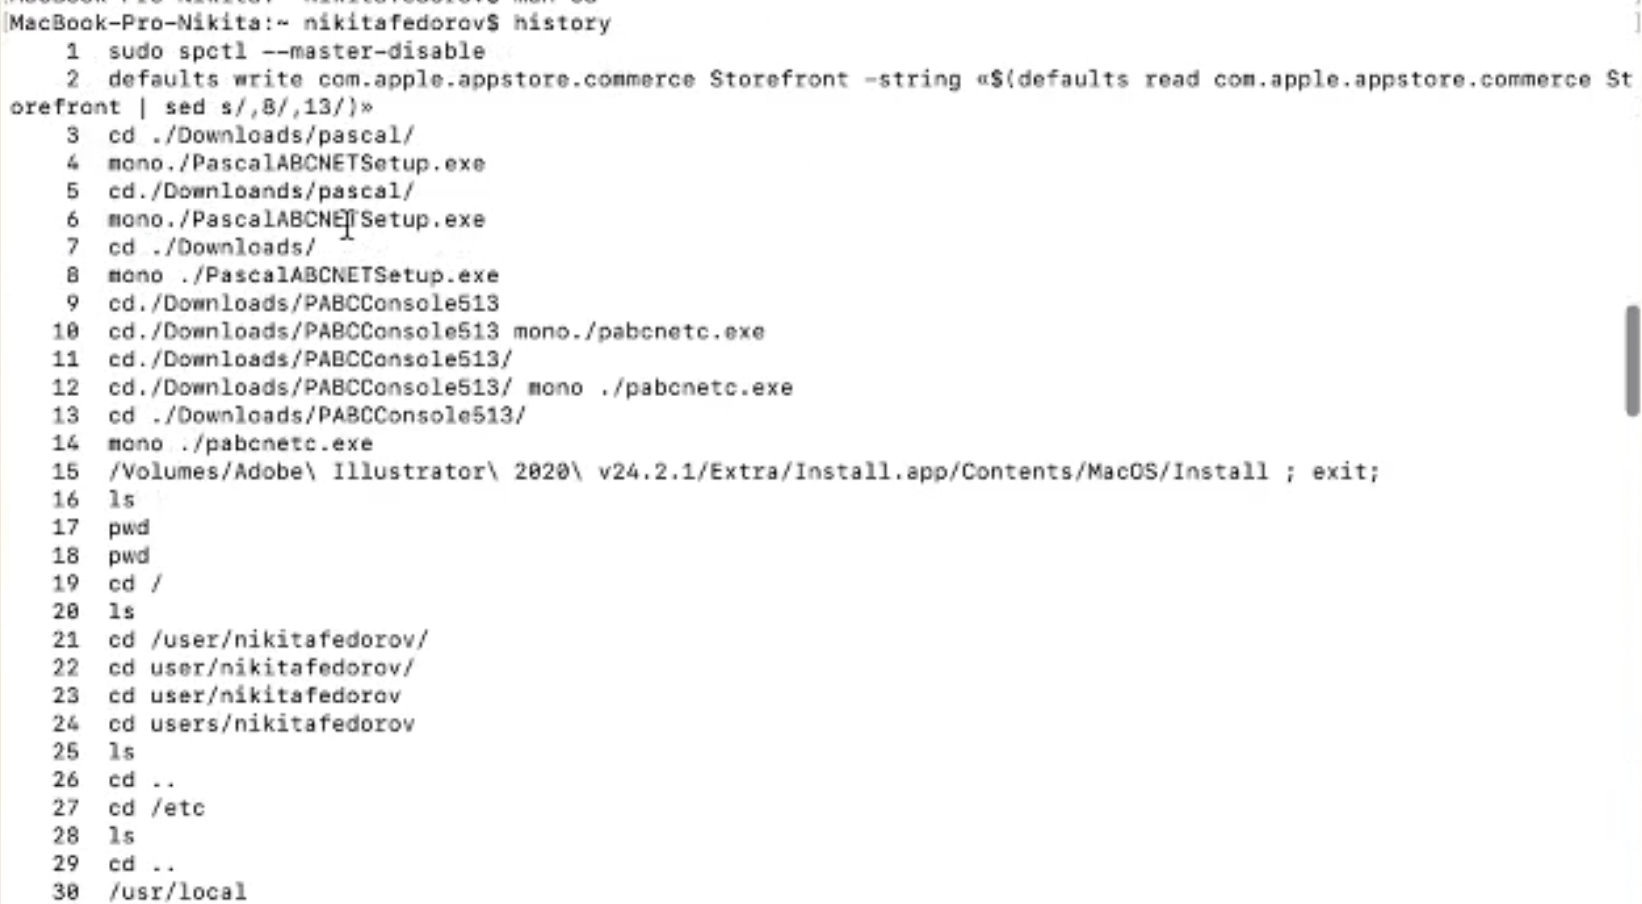 MacBook-Pro-Nikita:~ nikitafedorov$ history
1 sudo spctl --master-disable
2 defaults write com.apple.appstore.commerce Storefront -string «$(defaults read com.apple.appstore.commerce St
orefront | sed s/,8/,13/)»
3 cd ./Downloads/pascal/
4 mono./PascalABCNETSetup.exe
5 cd./Downloands/pascal/
6 mono./PascalABCNETSetup.exe
7 cd ./Downloads/
8 mono ./PascalABCNETSetup.exe
9 cd./Downloads/PABCConsole513
10 cd./Downloads/PABCConsole513 mono./pabcnetc.exe
11 cd./Downloads/PABCConsole513/
12 cd./Downloads/PABCConsole513/ mono ./pabcnetc.exe
13 cd ./Downloads/PABCConsole513/
14 mono ./pabcnetc.exe
15 /Volumes/Adobe\ Illustrator\ 2020\ v24.2.1/Extra/Install.app/Contents/MacOS/Install ; exit;
16 ls
17 pwd
18 pwd
19 cd /
20 ls
21 cd /user/nikitafedorov/
22 cd user/nikitafedorov/
23 cd user/nikitafedorov
24 cd users/nikitafedorov
25 ls
26 cd ..
27 cd /etc
28 ls
29 cd ..
30 /usr/local